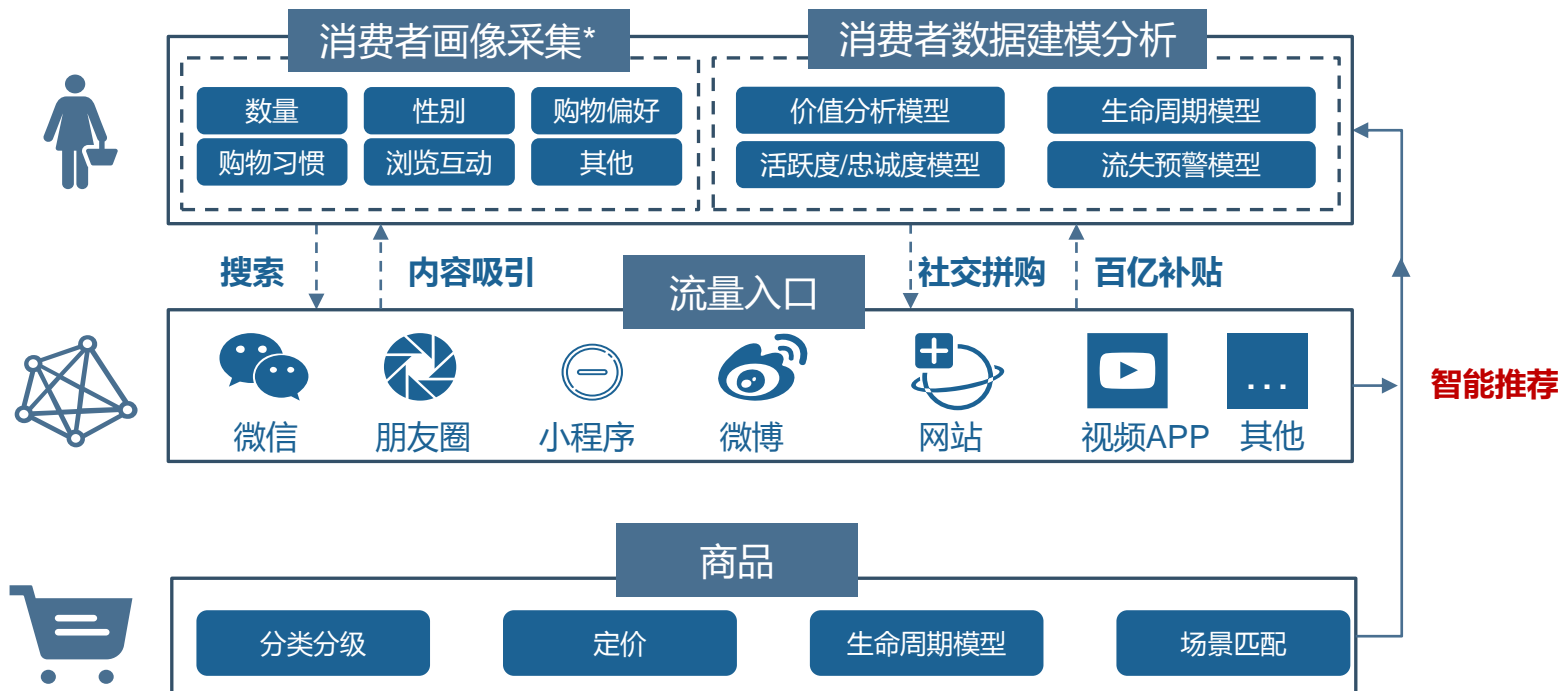 消费者画像采集*
消费者数据建模分析
数量
性别
购物偏好
购物习惯
浏览互动
其他
价值分析模型
生命周期模型
活跃度/忠诚度模型
流失预警模型
搜索
内容吸引
社交拼购
百亿补贴
流量入口
...
微信
朋友圈
小程序
微博
网站
视频APP
其他
智能推荐
商品
分类分级
定价
生命周期模型
场景匹配